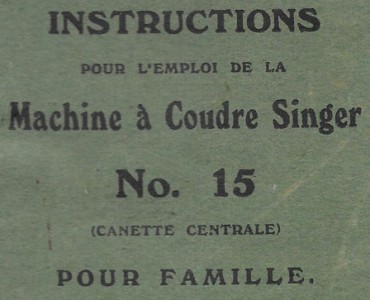 INSTRUCTIONS
POUR L'EMPLOI DE LA
Machine à Coudre Singer
No. 15
(CANETTE CENTRALE)
POUR FAMILLE.